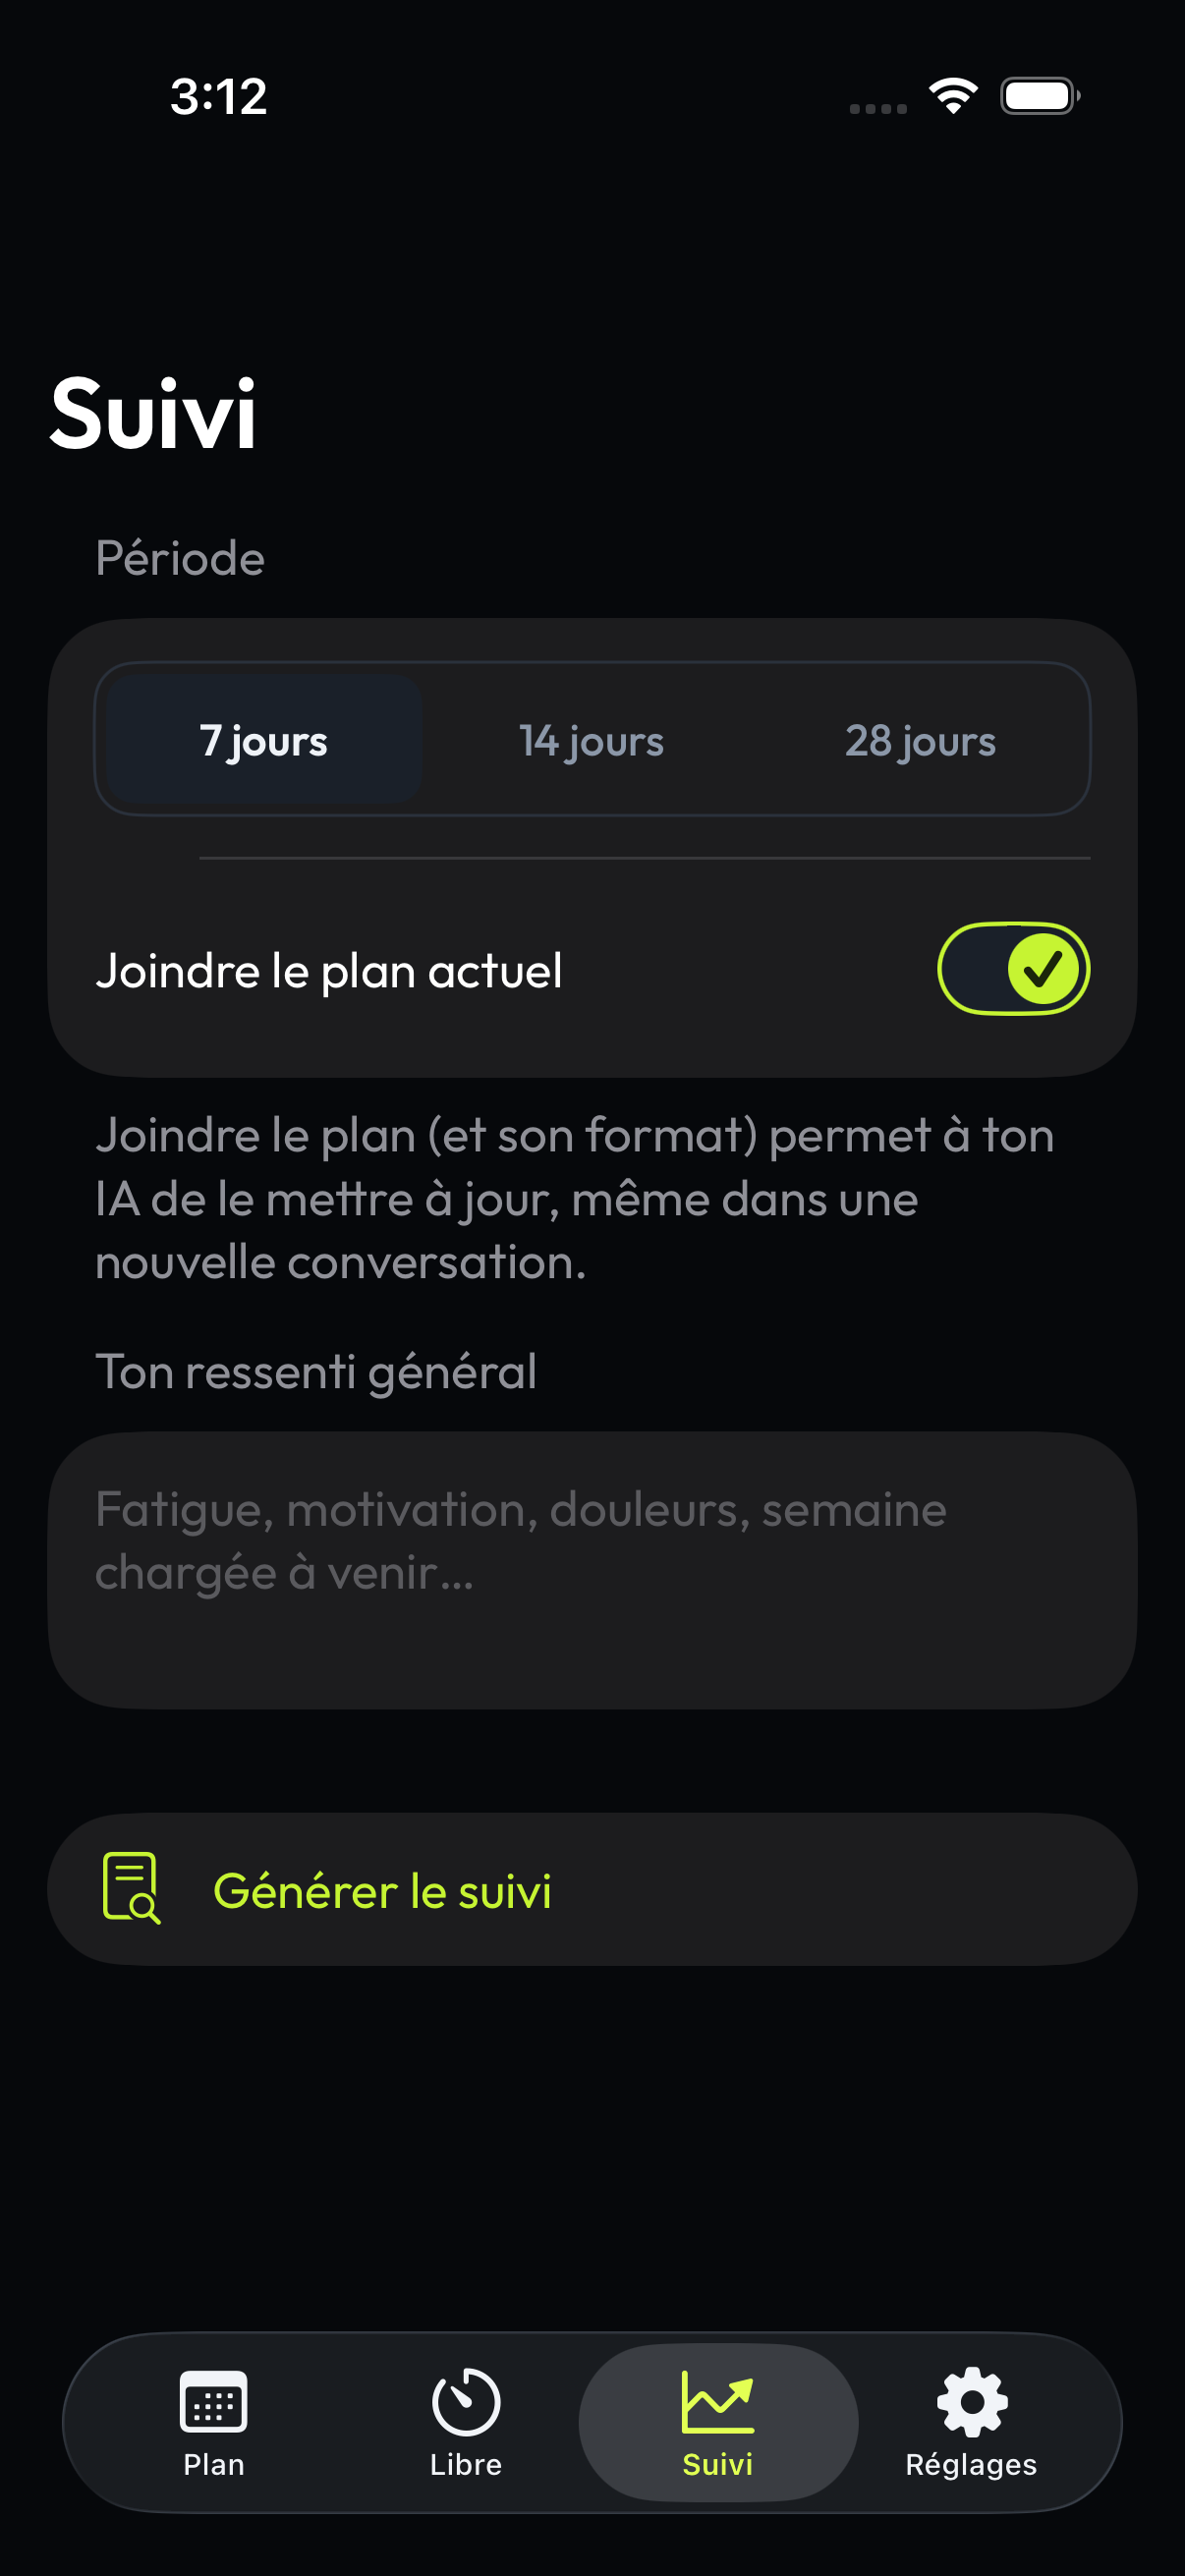 3:12
Suivi
Période
7 jours
14 jours
28 jours
Joindre le plan actuel
Joindre le plan (et son format) permet à ton
IA de le mettre à jour, même dans une
nouvelle conversation.
Ton ressenti général
Fatigue, motivation, douleurs, semaine
chargée à venir…
Générer le suivi
Plan
Libre
Suivi
Réglages